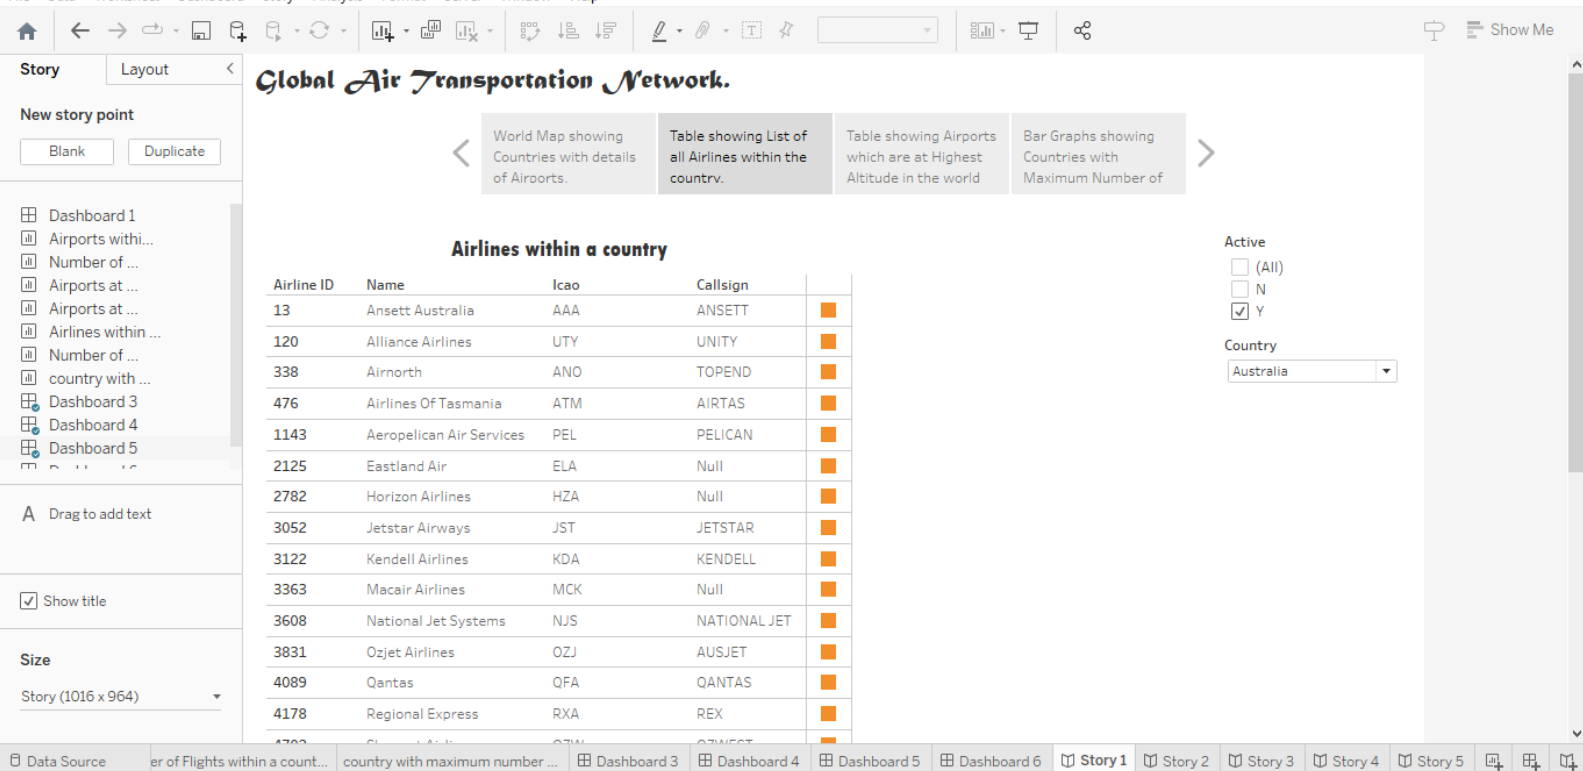 Show Me
Story
Layout
Global Air Transportation Network.
New story point
Blank
Duplicate
World Map showing
Countries with details
of Airports.
Table showing List of
all Airlines within the
country.
Table showing Airports
which are at Highest
Altitude in the world
Bar Graphs showing
Countries with
Maximum Number of
Dashboard 1
Airports withi...
Number of ...
Airports at ...
Airports at ...
Airlines within ...
Number of ...
country with ...
Dashboard 3
Dashboard 4
Dashboard 5
A Drag to add text
Show title
Size
Story (1016 x 964)
Airlines within a country
Airline ID Name Icao Callsign
13 Ansett Australia AAA ANSETT
120 Alliance Airlines UTY UNITY
338 Airnorth ANO TOPEND
476 Airlines Of Tasmania ATM AIRTAS
1143 Aeropelican Air Services PEL PELICAN
2125 Eastland Air ELA Null
2782 Horizon Airlines HZA Null
3052 Jetstar Airways JST JETSTAR
3122 Kendell Airlines KDA KENDELL
3363 Macair Airlines MCK Null
3608 National Jet Systems NJS NATIONAL JET
3831 Ozjet Airlines OZJ AUSJET
4089 Qantas QFA QANTAS
4178 Regional Express RXA REX
Active
(All)
N
Y
Country
Australia
Data Source
er of Flights within a count...
country with maximum number ...
Dashboard 3
Dashboard 4
Dashboard 5
Dashboard 6
Story 1
Story 2
Story 3
Story 4
Story 5